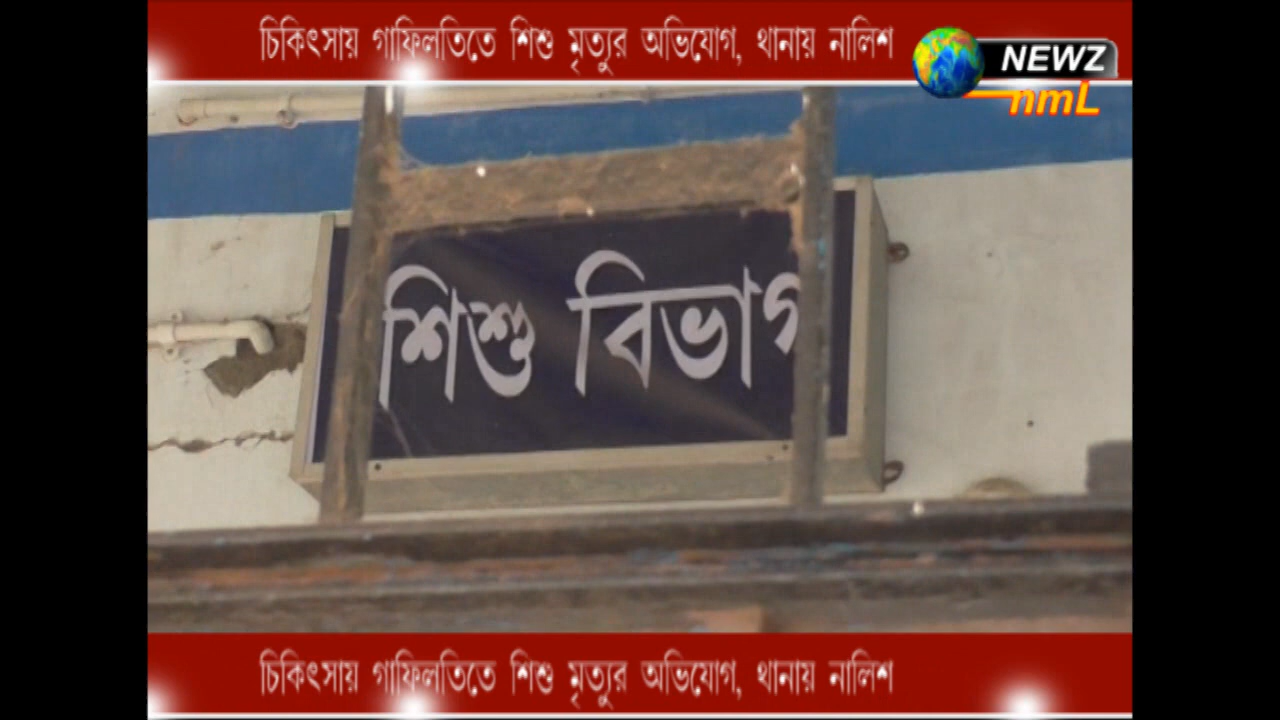 চিকিৎসায় গাফিলতিতে শিশু মৃত্যুর অভিযোগ, থানায় নালিশ
NEWZ
nmL
শিশু বিভাগ
চিকিৎসায় গাফিলতিতে শিশু মৃত্যুর অভিযোগ, থানায় নালিশ